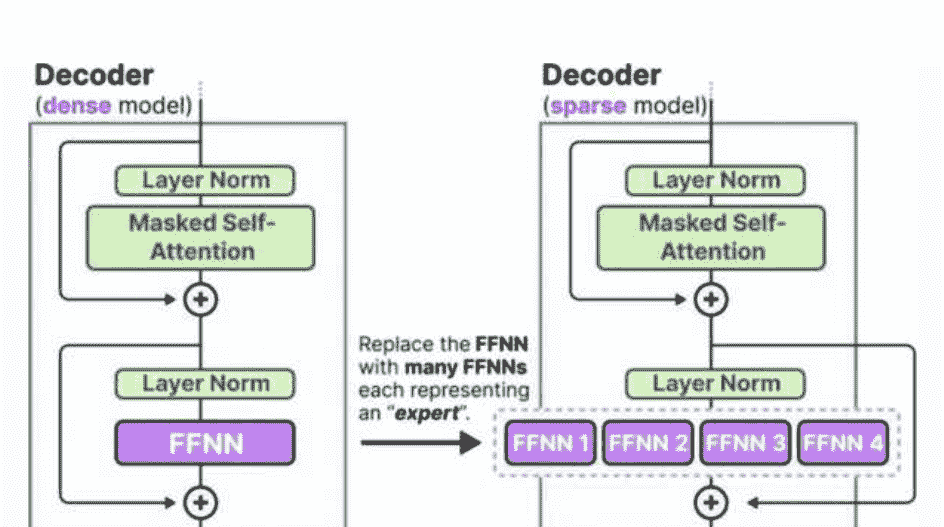 Decoder
(dense model)
Layer Norm
Masked Self-
Attention
+
Layer Norm
FFNN
+
Replace the FFNN
with many FFNNs
each representing
an "expert".
Decoder
(sparse model)
Layer Norm
Masked Self-
Attention
+
Layer Norm
FFNN 1 FFNN 2 FFNN 3 FFNN 4
+